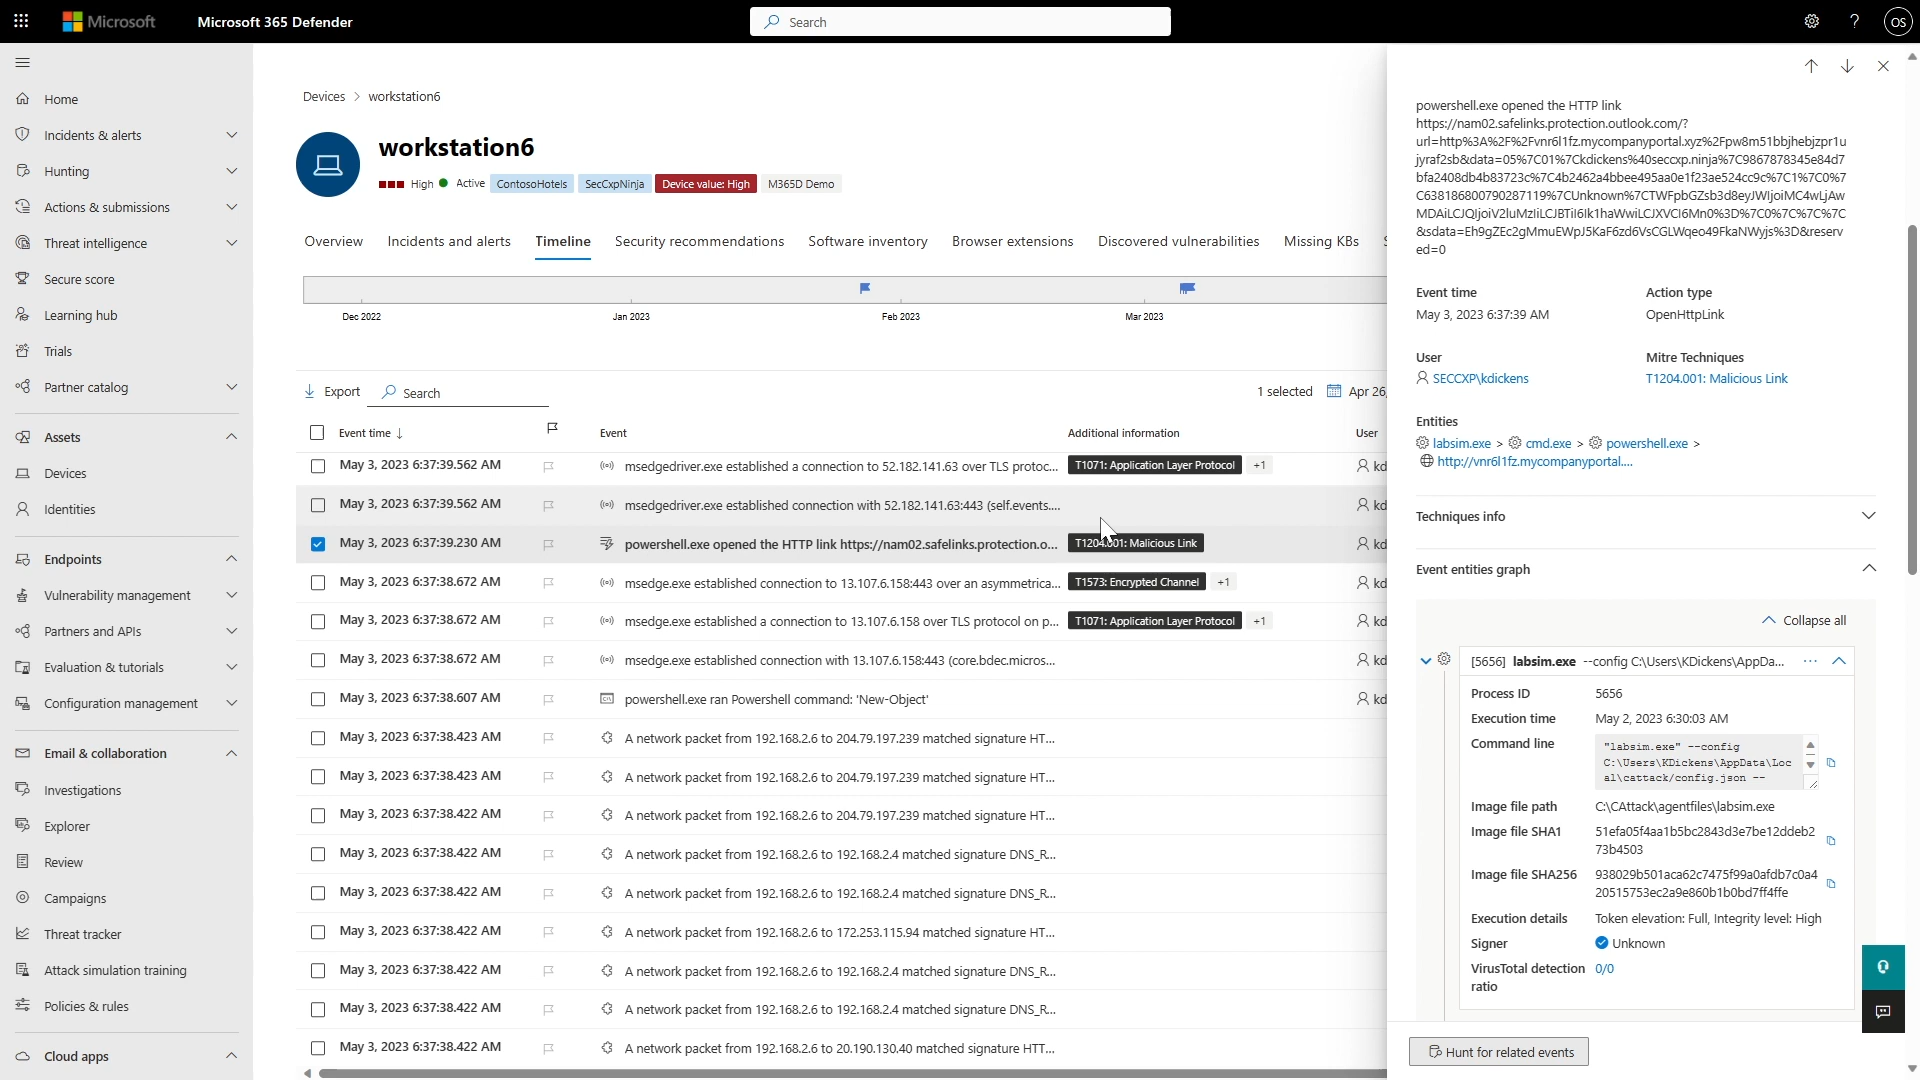 Microsoft
Microsoft 365 Defender
Search
?
OS
Home
Incidents & alerts
Hunting
Actions & submissions
Threat intelligence
Secure score
Learning hub
Trials
Partner catalog
Assets
Devices
Identities
Endpoints
Vulnerability management
Partners and APIs
Evaluation & tutorials
Configuration management
Email & collaboration
Investigations
Explorer
Review
Campaigns
Threat tracker
Attack simulation training
Policies & rules
Cloud apps
Devices > workstation6
workstation6
High Active ContosoHotels SecCxpNinja Device value: High M365D Demo
Overview Incidents and alerts Timeline Security recommendations Software inventory Browser extensions Discovered vulnerabilities Missing KBs S
Dec 2022 Jan 2023 Feb 2023 Mar 2023
Export Search 1 selected Apr 26,
Event time ↓ Event Additional information User
May 3, 2023 6:37:39.562 AM msedgedriver.exe established a connection to 52.182.141.63 over TLS protoc... T1071: Application Layer Protocol +1 kd
May 3, 2023 6:37:39.562 AM msedgedriver.exe established connection with 52.182.141.63:443 (self.events.... kd
May 3, 2023 6:37:39.230 AM powershell.exe opened the HTTP link https://nam02.safelinks.protection.o... T1204.001: Malicious Link kd
May 3, 2023 6:37:38.672 AM msedge.exe established connection to 13.107.6.158:443 over an asymmetrica... T1573: Encrypted Channel +1 kd
May 3, 2023 6:37:38.672 AM msedge.exe established a connection to 13.107.6.158 over TLS protocol on p... T1071: Application Layer Protocol +1 kd
May 3, 2023 6:37:38.672 AM msedge.exe established connection with 13.107.6.158:443 (core.bdec.micros... kd
May 3, 2023 6:37:38.607 AM powershell.exe ran Powershell command: 'New-Object' kd
May 3, 2023 6:37:38.423 AM A network packet from 192.168.2.6 to 204.79.197.239 matched signature HT...
May 3, 2023 6:37:38.423 AM A network packet from 192.168.2.6 to 204.79.197.239 matched signature HT...
May 3, 2023 6:37:38.422 AM A network packet from 192.168.2.6 to 204.79.197.239 matched signature HT...
May 3, 2023 6:37:38.422 AM A network packet from 192.168.2.6 to 192.168.2.4 matched signature DNS_R...
May 3, 2023 6:37:38.422 AM A network packet from 192.168.2.6 to 192.168.2.4 matched signature DNS_R...
May 3, 2023 6:37:38.422 AM A network packet from 192.168.2.6 to 172.253.115.94 matched signature HT...
May 3, 2023 6:37:38.422 AM A network packet from 192.168.2.6 to 192.168.2.4 matched signature DNS_R...
May 3, 2023 6:37:38.422 AM A network packet from 192.168.2.6 to 192.168.2.4 matched signature DNS_R...
May 3, 2023 6:37:38.422 AM A network packet from 192.168.2.6 to 20.190.130.40 matched signature HTT...
powershell.exe opened the HTTP link
https://nam02.safelinks.protection.outlook.com/?
url=http%3A%2F%2Fvnr6l1fz.mycompanyportal.xyz%2Fpw8m51bbjhebjzpr1u
jyraf2sb&data=05%7C01%7Ckdickens%40seccxp.ninja%7C9867878345e84d7
bfa2408db4b83723c%7C4b2462a4bbee495aa0e1f23ae524cc9c%7C1%7C0%7
C638186800790287119%7CUnknown%7CTWFpbGZsb3d8eyJWIjoiMC4wLjAw
MDAiLCJQIjoiV2luMzIiLCJBTiI6Ik1haWwiLCJXVCI6Mn0%3D%7C0%7C%7C%7C
&sdata=Eh9gZEc2gMmuEWpJ5KaF6zd6VsCGLWqeo49FkaNWyjs%3D&reserv
ed=0
Event time Action type
May 3, 2023 6:37:39 AM OpenHttpLink
User Mitre Techniques
SECCXP\kdickens T1204.001: Malicious Link
Entities
labsim.exe > cmd.exe > powershell.exe >
http://vnr6l1fz.mycompanyportal....
Techniques info
Event entities graph
Collapse all
[5656] labsim.exe --config C:\Users\KDickens\AppDa... ...
Process ID 5656
Execution time May 2, 2023 6:30:03 AM
Command line "labsim.exe" --config
C:\Users\KDickens\AppData\Loc
al\cattack/config.json --
Image file path C:\CAttack\agentfiles\labsim.exe
Image file SHA1 51efa05f4aa1b5bc2843d3e7be12ddeb2
73b4503
Image file SHA256 938029b501aca62c7475f99a0afdb7c0a4
20515753ec2a9e860b1b0bd7ff4ffe
Execution details Token elevation: Full, Integrity level: High
Signer Unknown
VirusTotal detection 0/0
ratio
Hunt for related events